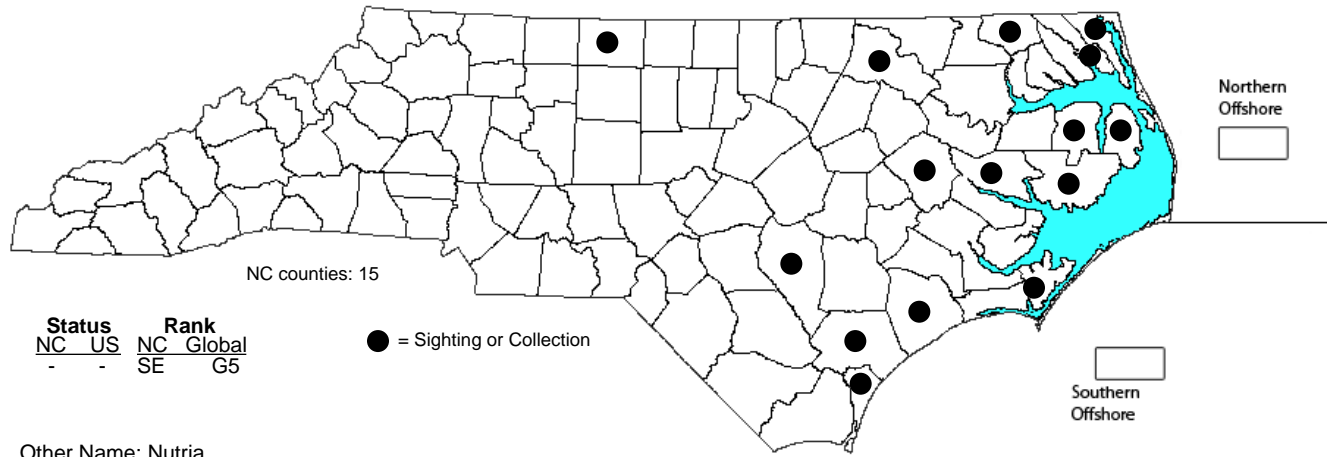 Northern
Offshore
NC counties: 15
Status Rank
NC US NC Global
- - SE G5
= Sighting or Collection
Southern
Offshore
Other Name: Nutria